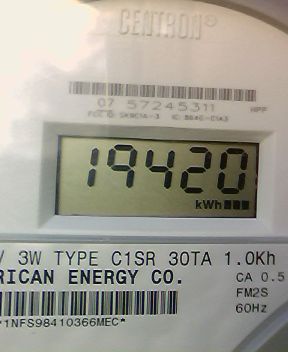 CENTRON®
07 57245311 HPF
19420
kWh
3W TYPE C1SR 30TA 1.0Kh
RICAN ENERGY CO.
CA 0.5
FM2S
60Hz
*1NFS98410366MEC*